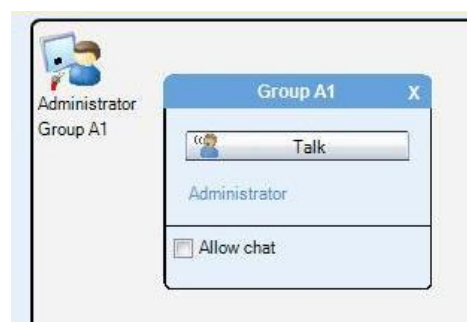 Administrator
Group A1
Group A1 X
Talk
Administrator
Allow chat